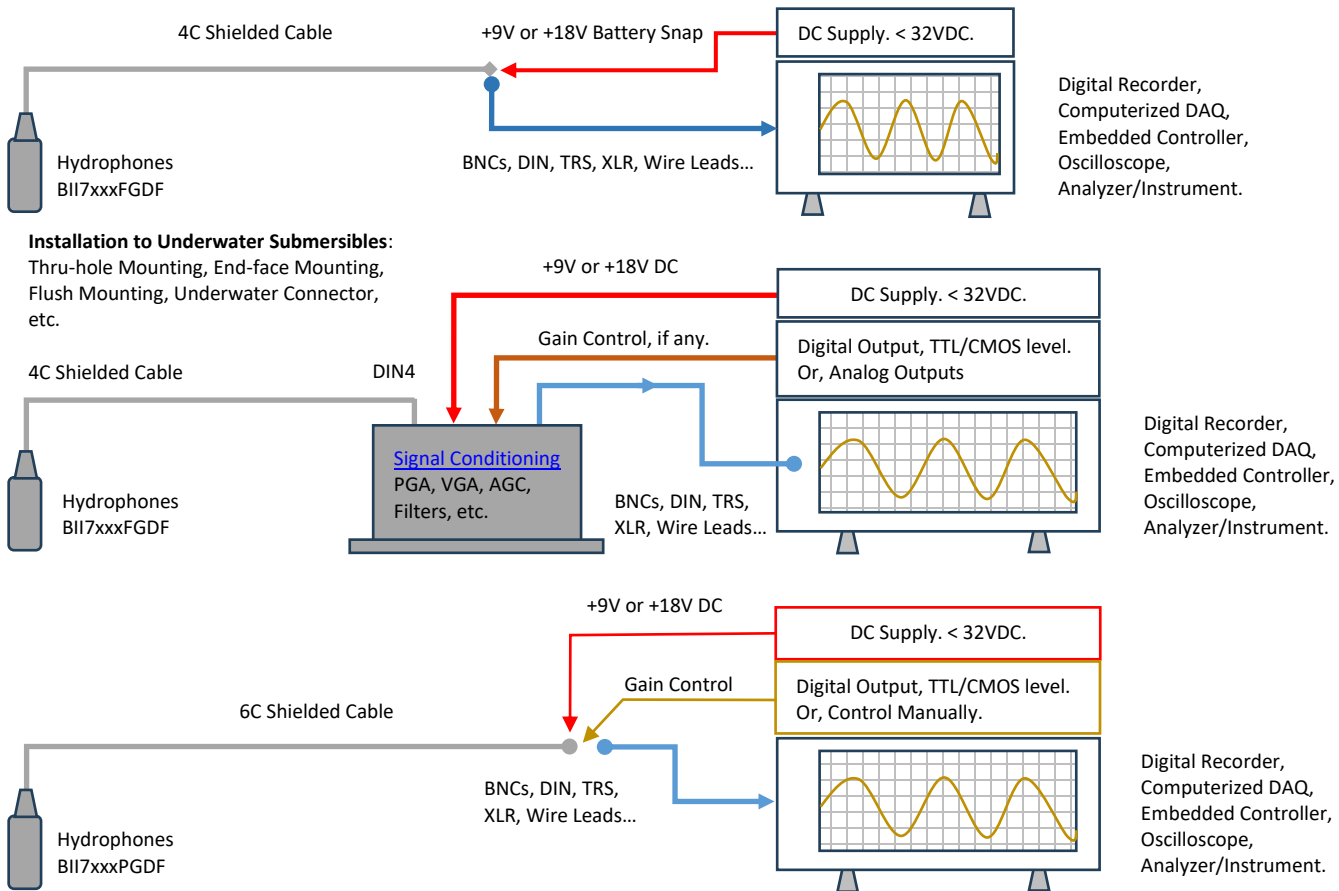 4C Shielded Cable
+9V or +18V Battery Snap
DC Supply. < 32VDC.
Hydrophones
BII7xxxFGDF
BNCs, DIN, TRS, XLR, Wire Leads…
Digital Recorder,
Computerized DAQ,
Embedded Controller,
Oscilloscope,
Analyzer/Instrument.
Installation to Underwater Submersibles:
Thru-hole Mounting, End-face Mounting,
Flush Mounting, Underwater Connector,
etc.
+9V or +18V DC
DC Supply. < 32VDC.
Gain Control, if any.
Digital Output, TTL/CMOS level.
Or, Analog Outputs
4C Shielded Cable
DIN4
Hydrophones
BII7xxxFGDF
Signal Conditioning
PGA, VGA, AGC,
Filters, etc.
BNCs, DIN, TRS,
XLR, Wire Leads…
Digital Recorder,
Computerized DAQ,
Embedded Controller,
Oscilloscope,
Analyzer/Instrument.
+9V or +18V DC
DC Supply. < 32VDC.
Gain Control
Digital Output, TTL/CMOS level.
Or, Control Manually.
6C Shielded Cable
Hydrophones
BII7xxxPGDF
BNCs, DIN, TRS,
XLR, Wire Leads…
Digital Recorder,
Computerized DAQ,
Embedded Controller,
Oscilloscope,
Analyzer/Instrument.